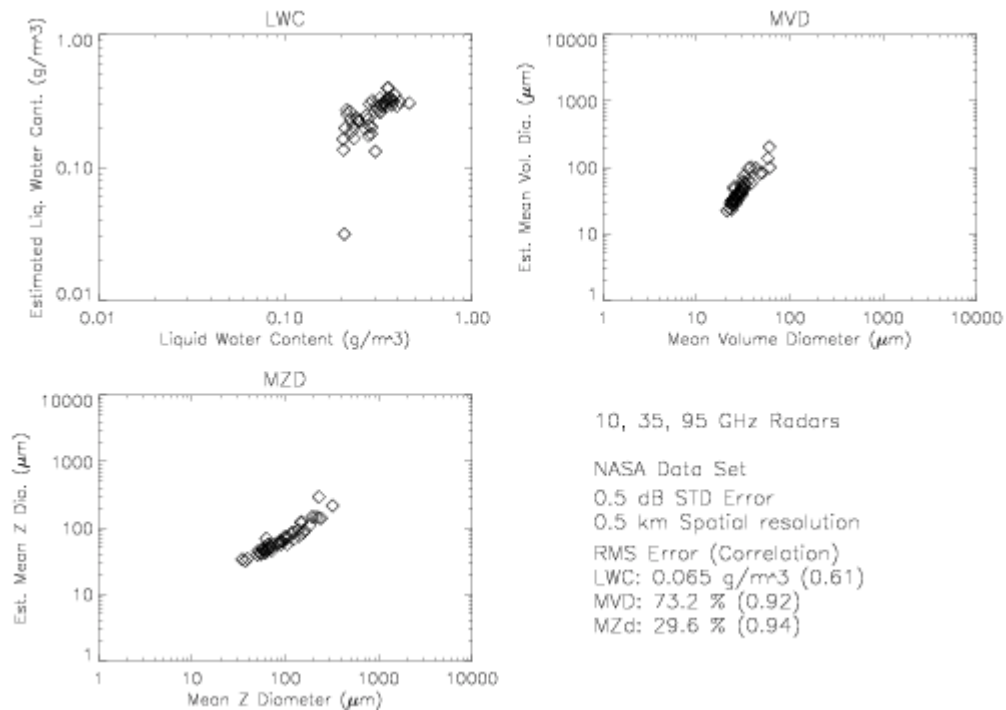 LWC
Estimated Liq. Water Cont. (g/m^3)
1.00
0.10
0.01
0.01
0.10
1.00
Liquid Water Content (g/m^3)
MVD
Est. Mean Vol. Dia. (μm)
10000
1000
100
10
1
1
10
100
1000
10000
Mean Volume Diameter (μm)
MZD
Est. Mean Z Dia. (μm)
10000
1000
100
10
1
1
10
100
1000
10000
Mean Z Diameter (μm)
10, 35, 95 GHz Radars
NASA Data Set
0.5 dB STD Error
0.5 km Spatial resolution
RMS Error (Correlation)
LWC: 0.065 g/m^3 (0.61)
MVD: 73.2 % (0.92)
MZd: 29.6 % (0.94)